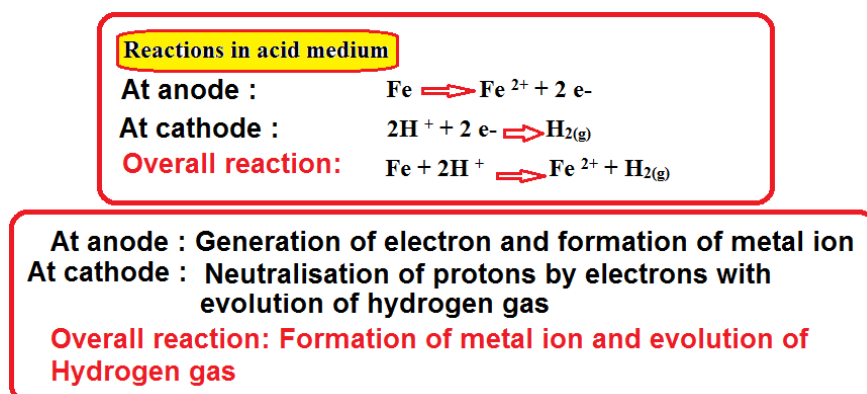 Reactions in acid medium
At anode : Fe ⇒ Fe ²⁺ + 2 e-
At cathode : 2H ⁺ + 2 e- ⇒ H₂(g)
Overall reaction: Fe + 2H ⁺ ⇒ Fe ²⁺ + H₂(g)
At anode : Generation of electron and formation of metal ion
At cathode : Neutralisation of protons by electrons with
evolution of hydrogen gas
Overall reaction: Formation of metal ion and evolution of
Hydrogen gas